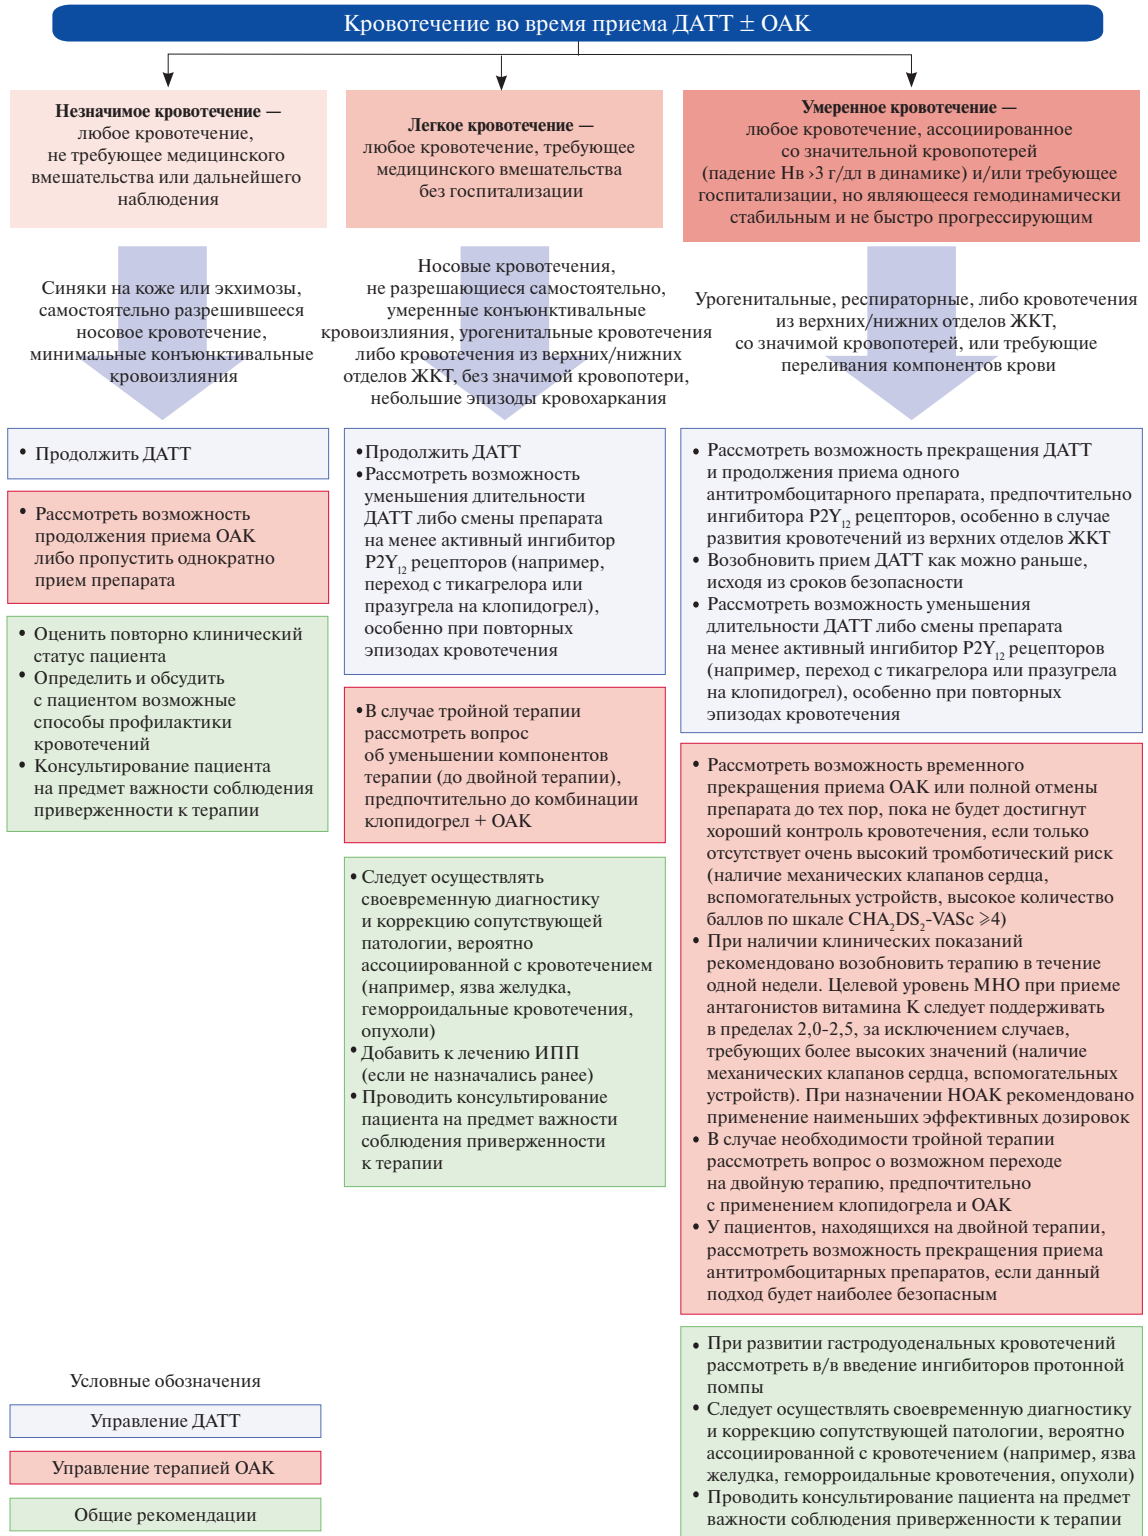 Кровотечение во время приема ДАТТ ± ОАК
Незначимое кровотечение —
любое кровотечение,
не требующее медицинского
вмешательства или дальнейшего
наблюдения
Синяки на коже или экхимозы,
самостоятельно разрешившееся
носовое кровотечение,
минимальные конъюнктивальные
кровоизлияния
• Продолжить ДАТТ
• Рассмотреть возможность
продолжения приема ОАК
либо пропустить однократно
прием препарата
• Оценить повторно клинический
статус пациента
• Определить и обсудить
с пациентом возможные
способы профилактики
кровотечений
• Консультирование пациента
на предмет важности соблюдения
приверженности к терапии
Легкое кровотечение —
любое кровотечение, требующее
медицинского вмешательства
без госпитализации
Носовые кровотечения,
не разрешающиеся самостоятельно,
умеренные конъюнктивальные
кровоизлияния, урогенитальные кровотечения
либо кровотечения из верхних/нижних
отделов ЖКТ, без значимой кровопотери,
небольшие эпизоды кровохаркания
• Продолжить ДАТТ
• Рассмотреть возможность
уменьшения длительности
ДАТТ либо смены препарата
на менее активный ингибитор
P2Y₁₂ рецепторов (например,
переход с тикагрелора или
празугрела на клопидогрел),
особенно при повторных
эпизодах кровотечения
• В случае тройной терапии
рассмотреть вопрос
об уменьшении компонентов
терапии (до двойной терапии),
предпочтительно до комбинации
клопидогрел + ОАК
• Следует осуществлять
своевременную диагностику
и коррекцию сопутствующей
патологии, вероятно
ассоциированной с кровотечением
(например, язва желудка,
геморроидальные кровотечения,
опухоли)
• Добавить к лечению ИПП
(если не назначались ранее)
• Проводить консультирование
пациента на предмет важности
соблюдения приверженности
к терапии
Умеренное кровотечение —
любое кровотечение, ассоциированное
со значительной кровопотерей
(падение Нв ›3 г/дл в динамике) и/или требующее
госпитализации, но являющееся гемодинамически
стабильным и не быстро прогрессирующим
Урогенитальные, респираторные, либо кровотечения
из верхних/нижних отделов ЖКТ,
со значимой кровопотерей, или требующие
переливания компонентов крови
• Рассмотреть возможность прекращения ДАТТ
и продолжения приема одного
антитромбоцитарного препарата, предпочтительно
ингибитора P2Y₁₂ рецепторов, особенно в случае
развития кровотечений из верхних отделов ЖКТ
• Возобновить прием ДАТТ как можно раньше,
исходя из сроков безопасности
• Рассмотреть возможность уменьшения
длительности ДАТТ либо смены препарата
на менее активный ингибитор P2Y₁₂ рецепторов
(например, переход с тикагрелора или празугрела
на клопидогрел), особенно при повторных
эпизодах кровотечения
• Рассмотреть возможность временного
прекращения приема ОАК или полной отмены
препарата до тех пор, пока не будет достигнут
хороший контроль кровотечения, если только
отсутствует очень высокий тромботический риск
(наличие механических клапанов сердца,
вспомогательных устройств, высокое количество
баллов по шкале CHA₂DS₂-VASc ⩾4)
• При наличии клинических показаний
рекомендовано возобновить терапию в течение
одной недели. Целевой уровень МНО при приеме
антагонистов витамина К следует поддерживать
в пределах 2,0-2,5, за исключением случаев,
требующих более высоких значений (наличие
механических клапанов сердца, вспомогательных
устройств). При назначении НОАК рекомендовано
применение наименьших эффективных дозировок
• В случае необходимости тройной терапии
рассмотреть вопрос о возможном переходе
на двойную терапию, предпочтительно
с применением клопидогрела и ОАК
• У пациентов, находящихся на двойной терапии,
рассмотреть возможность прекращения приема
антитромбоцитарных препаратов, если данный
подход будет наиболее безопасным
• При развитии гастродуоденальных кровотечений
рассмотреть в/в введение ингибиторов протонной
помпы
• Следует осуществлять своевременную диагностику
и коррекцию сопутствующей патологии, вероятно
ассоциированной с кровотечением (например, язва
желудка, геморроидальные кровотечения, опухоли)
• Проводить консультирование пациента на предмет
важности соблюдения приверженности к терапии
Условные обозначения
Управление ДАТТ
Управление терапией ОАК
Общие рекомендации